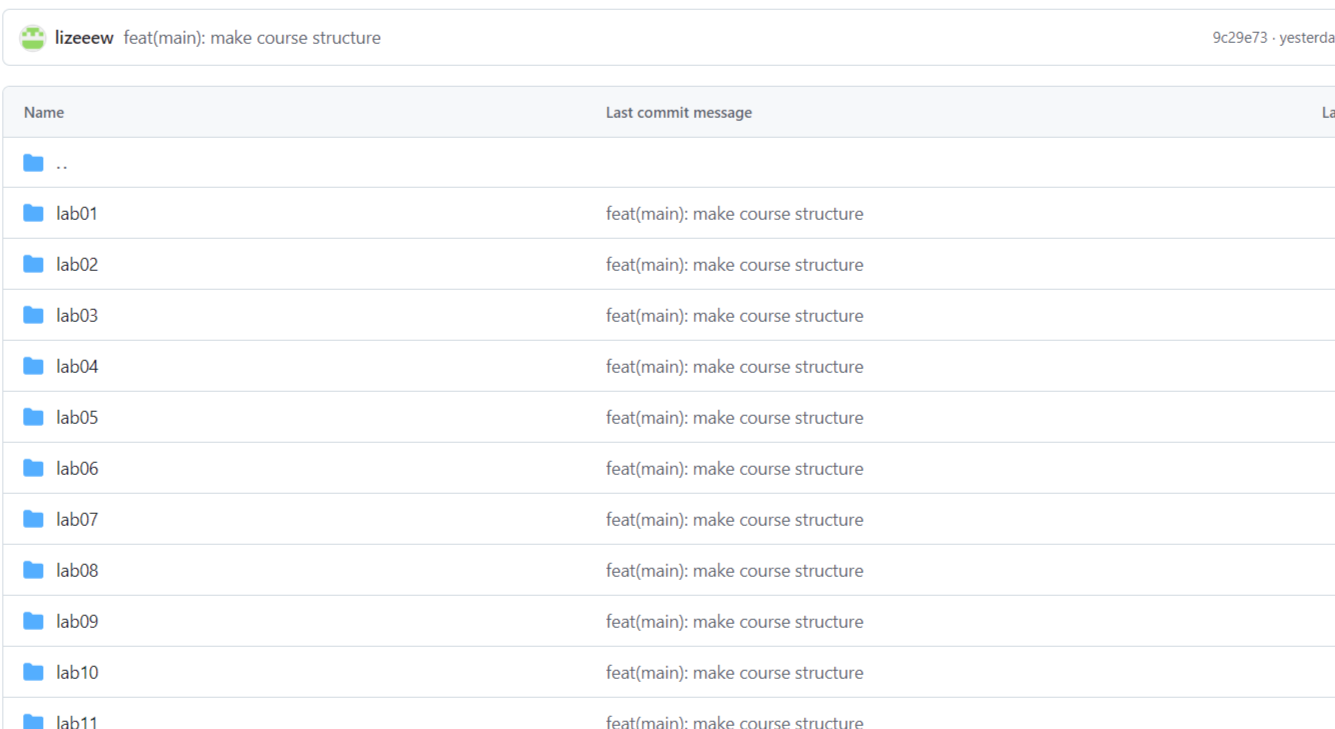 lizeeew feat(main): make course structure 9c29e73 · yesterda
Name Last commit message La
..
lab01 feat(main): make course structure
lab02 feat(main): make course structure
lab03 feat(main): make course structure
lab04 feat(main): make course structure
lab05 feat(main): make course structure
lab06 feat(main): make course structure
lab07 feat(main): make course structure
lab08 feat(main): make course structure
lab09 feat(main): make course structure
lab10 feat(main): make course structure
lab11 feat(main): make course structure